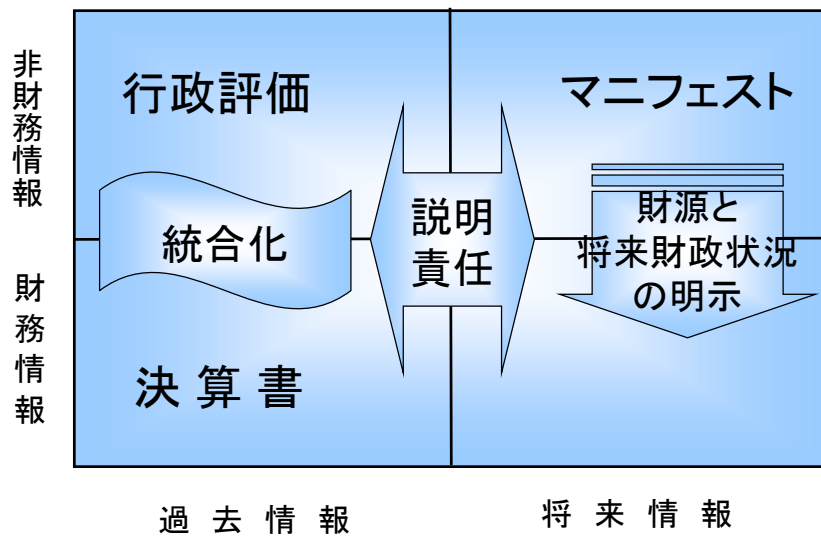 非財務情報
行政評価
マニフェスト
統合化
説明
責任
財源と
将来財政状況
の明示
財務情報
決算書
過去情報
将来情報